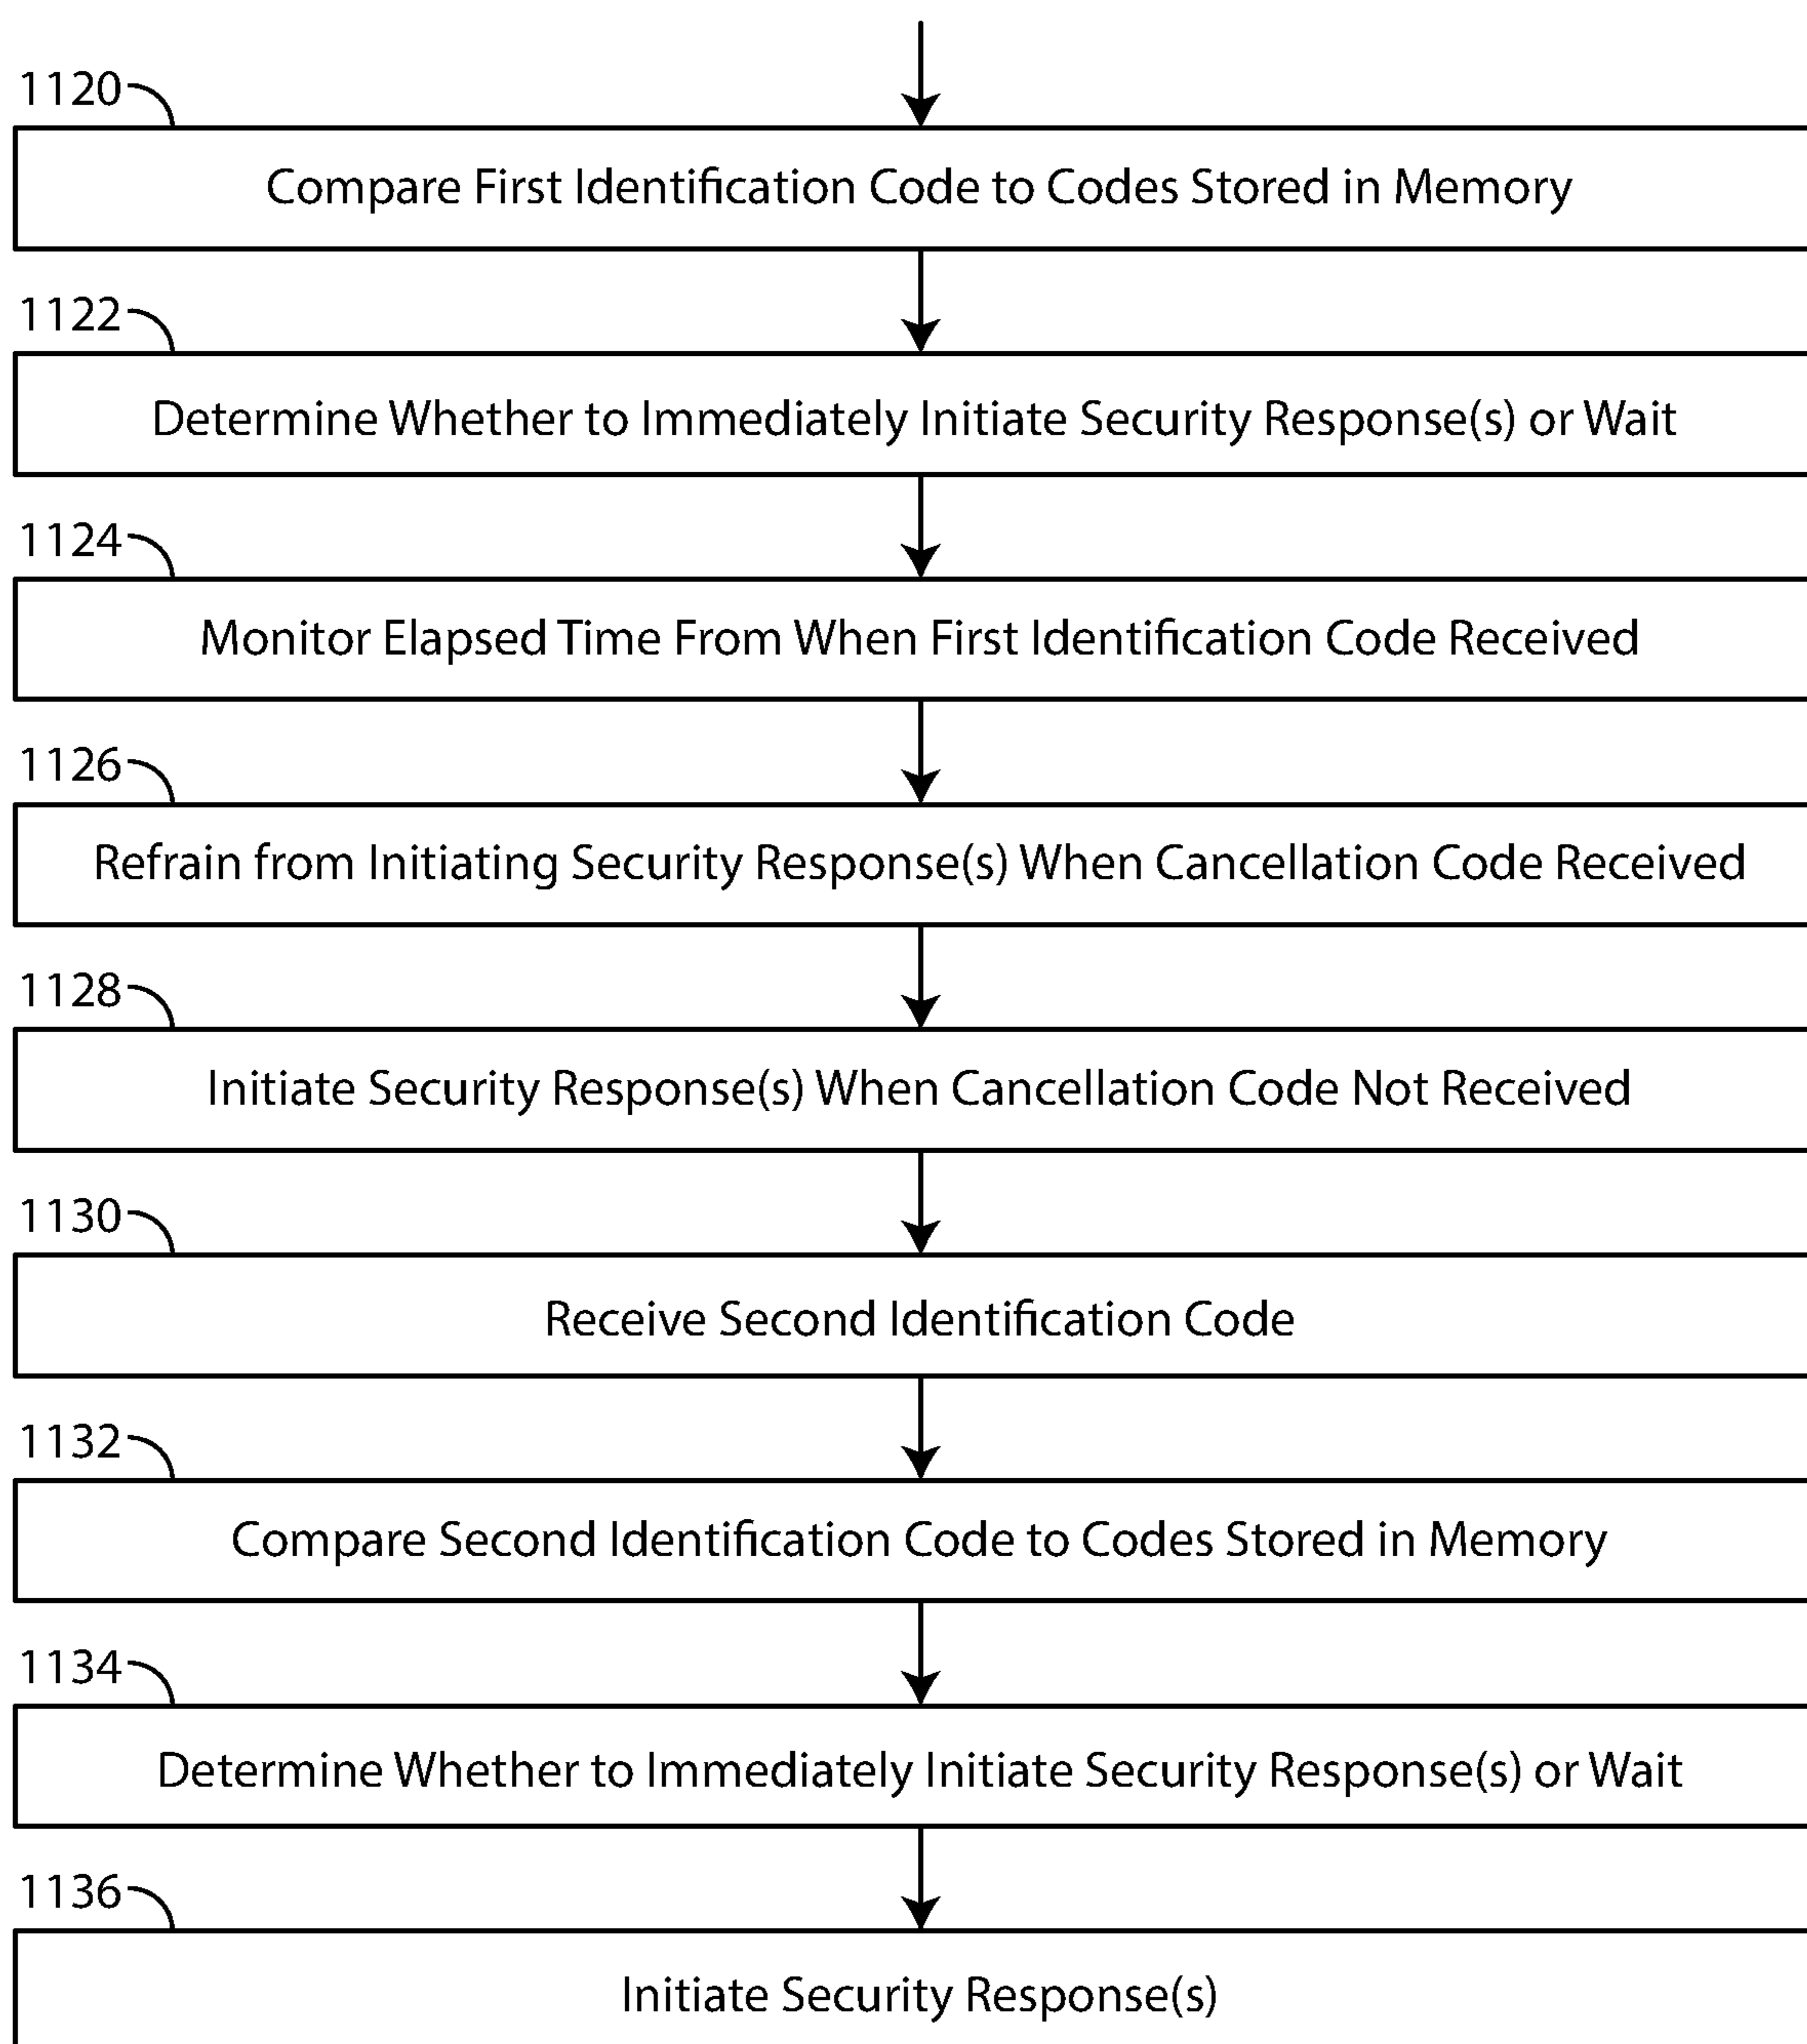 1120
Compare First Identification Code to Codes Stored in Memory
1122
Determine Whether to Immediately Initiate Security Response(s) or Wait
1124
Monitor Elapsed Time From When First Identification Code Received
1126
Refrain from Initiating Security Response(s) When Cancellation Code Received
1128
Initiate Security Response(s) When Cancellation Code Not Received
1130
Receive Second Identification Code
1132
Compare Second Identification Code to Codes Stored in Memory
1134
Determine Whether to Immediately Initiate Security Response(s) or Wait
1136
Initiate Security Response(s)